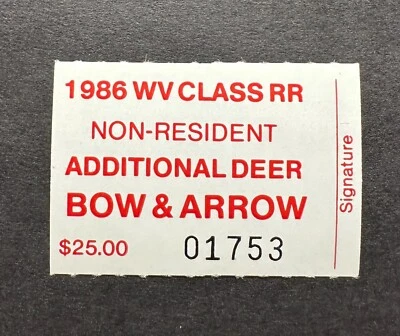 1986 WV CLASS RR
NON-RESIDENT
ADDITIONAL DEER
BOW & ARROW
$25.00 01753
Signature